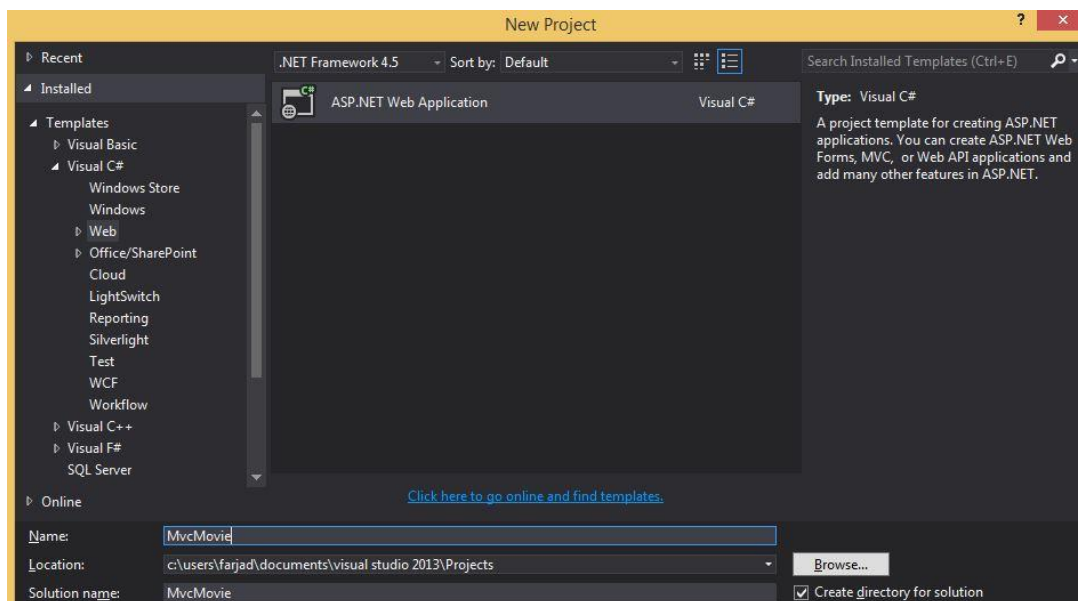 New Project
? ×
Recent
.NET Framework 4.5
Sort by: Default
Search Installed Templates (Ctrl+E)
Installed
Templates
Visual Basic
Visual C#
Windows Store
Windows
Web
Office/SharePoint
Cloud
LightSwitch
Reporting
Silverlight
Test
WCF
Workflow
Visual C++
Visual F#
SQL Server
Online
C#
ASP.NET Web Application Visual C#
Click here to go online and find templates.
Type: Visual C#
A project template for creating ASP.NET
applications. You can create ASP.NET Web
Forms, MVC, or Web API applications and
add many other features in ASP.NET.
Name: MvcMovie
Location: c:\users\farjad\documents\visual studio 2013\Projects
Browse...
Solution name: MvcMovie
Create directory for solution